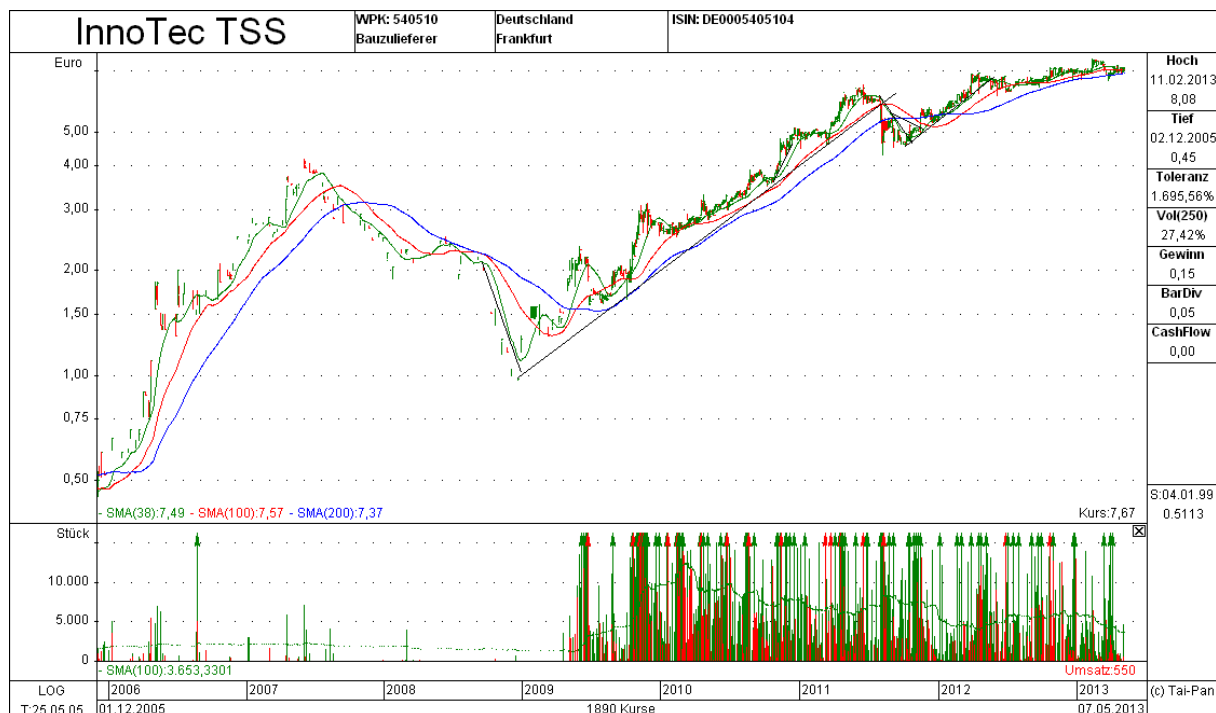 InnoTec TSS
WPK: 540510
Bauzulieferer
Deutschland
Frankfurt
ISIN: DE0005405104
Euro
5,00
4,00
3,00
2,00
1,50
1,00
0,75
0,50
- SMA(38):7,49 - SMA(100):7,57 - SMA(200):7,37
Kurs:7,67
Hoch
11.02.2013
8,08
Tief
02.12.2005
0,45
Toleranz
1.695,56%
Vol(250)
27,42%
Gewinn
0,15
BarDiv
0,05
CashFlow
0,00
S:04.01.99
0.5113
Stück
10.000
5.000
0
- SMA(100):3.653,3301
Umsatz:550
LOG
2006 2007 2008 2009 2010 2011 2012 2013
(c) Tai-Pan
T:25.05.05
01.12.2005
1890 Kurse
07.05.2013